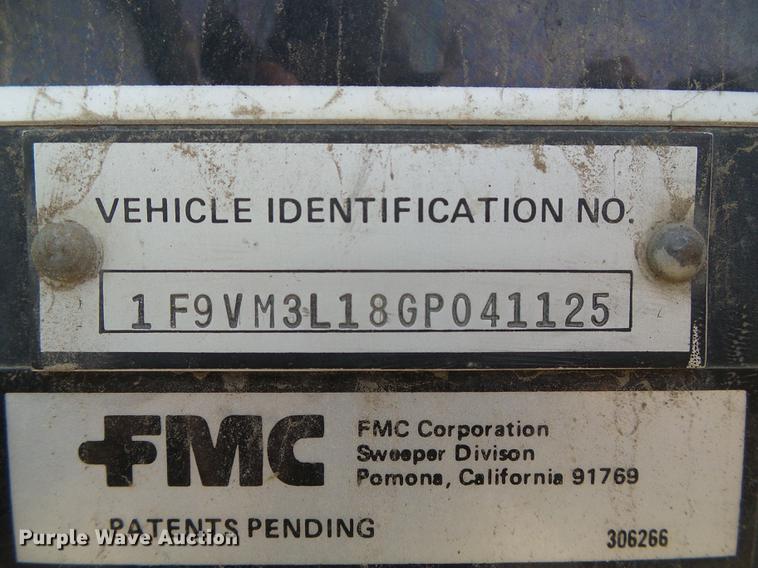 VEHICLE IDENTIFICATION NO.
1F9VM3L18GP041125
FMC
FMC Corporation
Sweeper Divison
Pomona, California 91769
PATENTS PENDING
306266
Purple Wave Auction